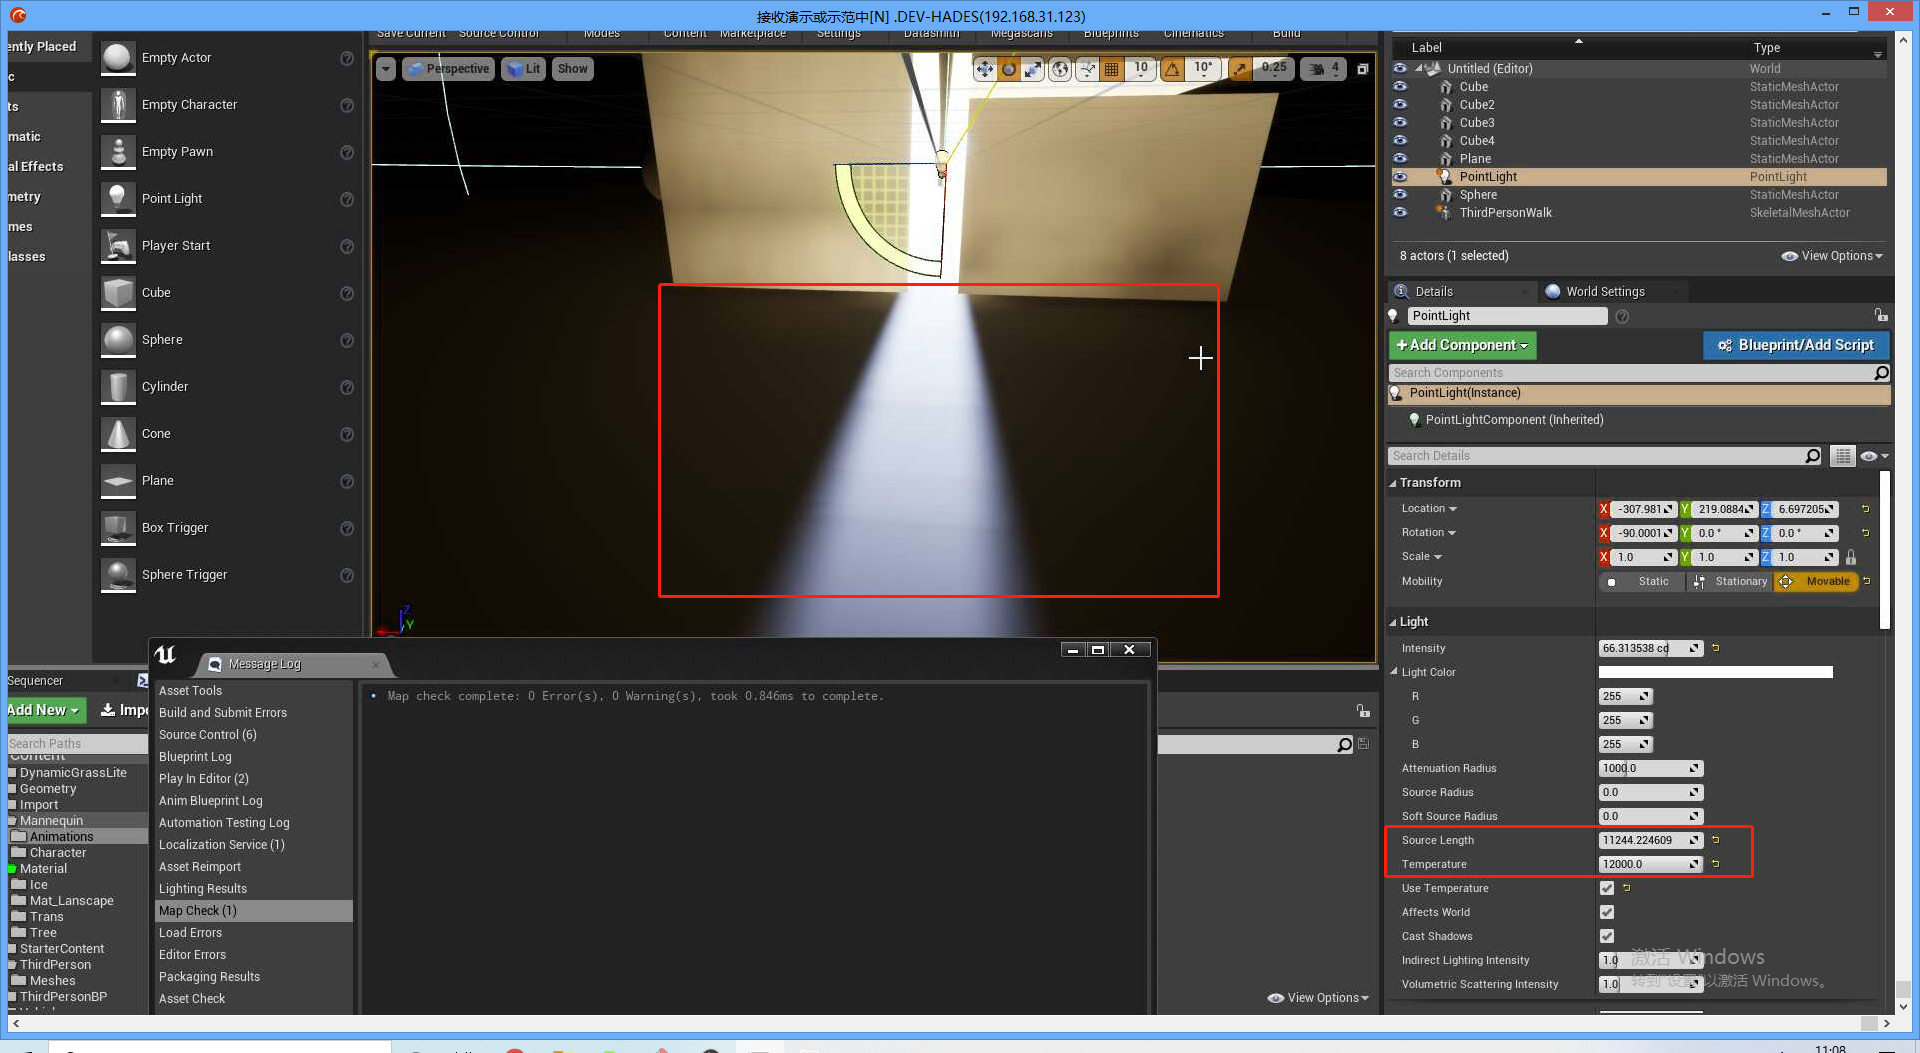 接收演示或示范中[N] .DEV-HADES(192.168.31.123)
Save Current
Source Control
Modes
Content
Marketplace
Settings
Datasmith
Megascans
Blueprints
Cinematics
Build
ently Placed
c
ts
matic
al Effects
metry
mes
lasses
Empty Actor
Empty Character
Empty Pawn
Point Light
Player Start
Cube
Sphere
Cylinder
Cone
Plane
Box Trigger
Sphere Trigger
Perspective
Lit
Show
10
10°
0.25
4
Z
Y
Label
Type
Untitled (Editor)
World
Cube
StaticMeshActor
Cube2
StaticMeshActor
Cube3
StaticMeshActor
Cube4
StaticMeshActor
Plane
StaticMeshActor
PointLight
PointLight
Sphere
StaticMeshActor
ThirdPersonWalk
SkeletalMeshActor
8 actors (1 selected)
View Options
Details
World Settings
PointLight
+Add Component
Blueprint/Add Script
Search Components
PointLight(Instance)
PointLightComponent (Inherited)
Search Details
Transform
Location
X -307.981
Y 219.0884
Z 6.697205
Rotation
X -90.0001
Y 0.0 °
Z 0.0 °
Scale
X 1.0
Y 1.0
Z 1.0
Mobility
Static
Stationary
Movable
Light
Intensity
66.313538 cd
Light Color
R
255
G
255
B
255
Attenuation Radius
1000.0
Source Radius
0.0
Soft Source Radius
0.0
Source Length
11244.224609
Temperature
12000.0
Use Temperature
Affects World
Cast Shadows
Indirect Lighting Intensity
1.0
Volumetric Scattering Intensity
1.0
激活 Windows
转到"设置"以激活 Windows。
Sequencer
Add New
Impo
Search Paths
Content
DynamicGrassLite
Geometry
Import
Mannequin
Animations
Character
Material
Ice
Mat_Lanscape
Trans
Tree
StarterContent
ThirdPerson
Meshes
ThirdPersonBP
Message Log
Asset Tools
Build and Submit Errors
Source Control (6)
Blueprint Log
Play In Editor (2)
Anim Blueprint Log
Automation Testing Log
Localization Service (1)
Asset Reimport
Lighting Results
Map Check (1)
Load Errors
Editor Errors
Packaging Results
Asset Check
Map check complete: 0 Error(s), 0 Warning(s), took 0.846ms to complete.
View Options
11:08